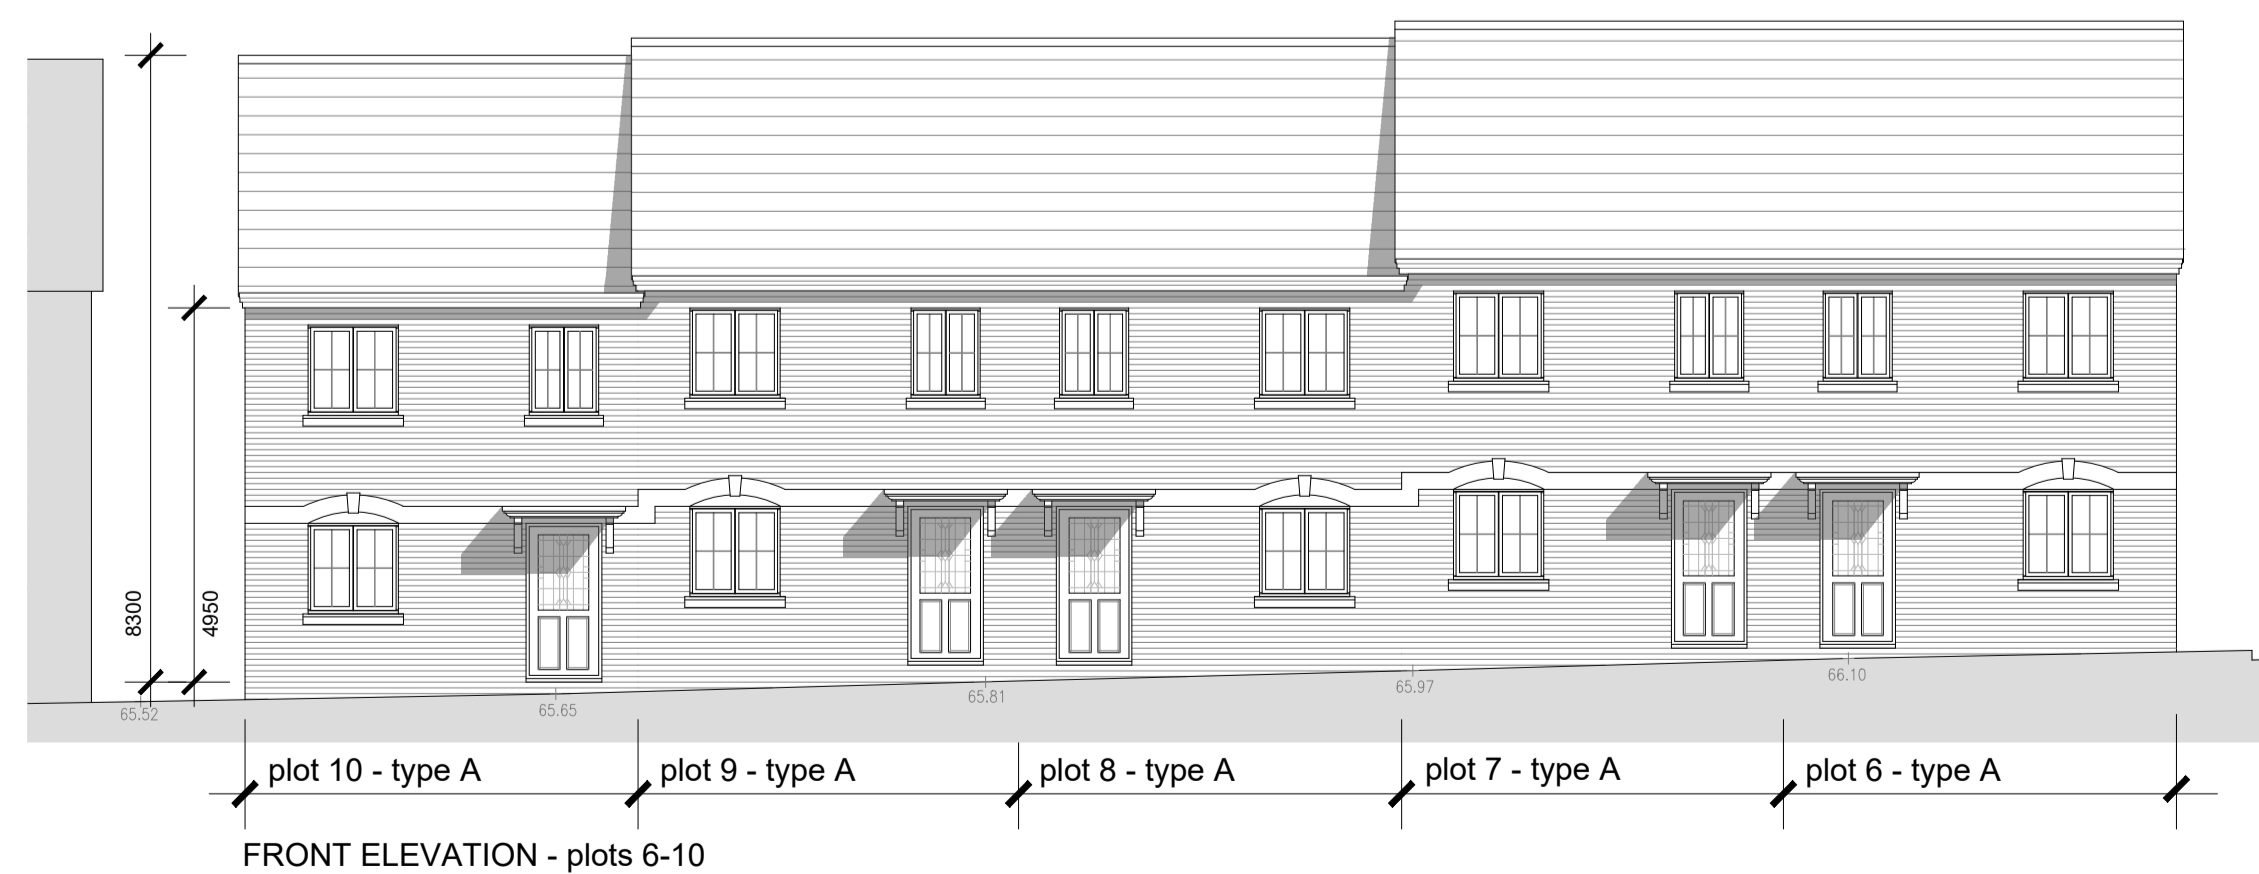 8300
4950
65.52
65.65
65.81
65.97
66.10
plot 10 - type A
plot 9 - type A
plot 8 - type A
plot 7 - type A
plot 6 - type A
FRONT ELEVATION - plots 6-10